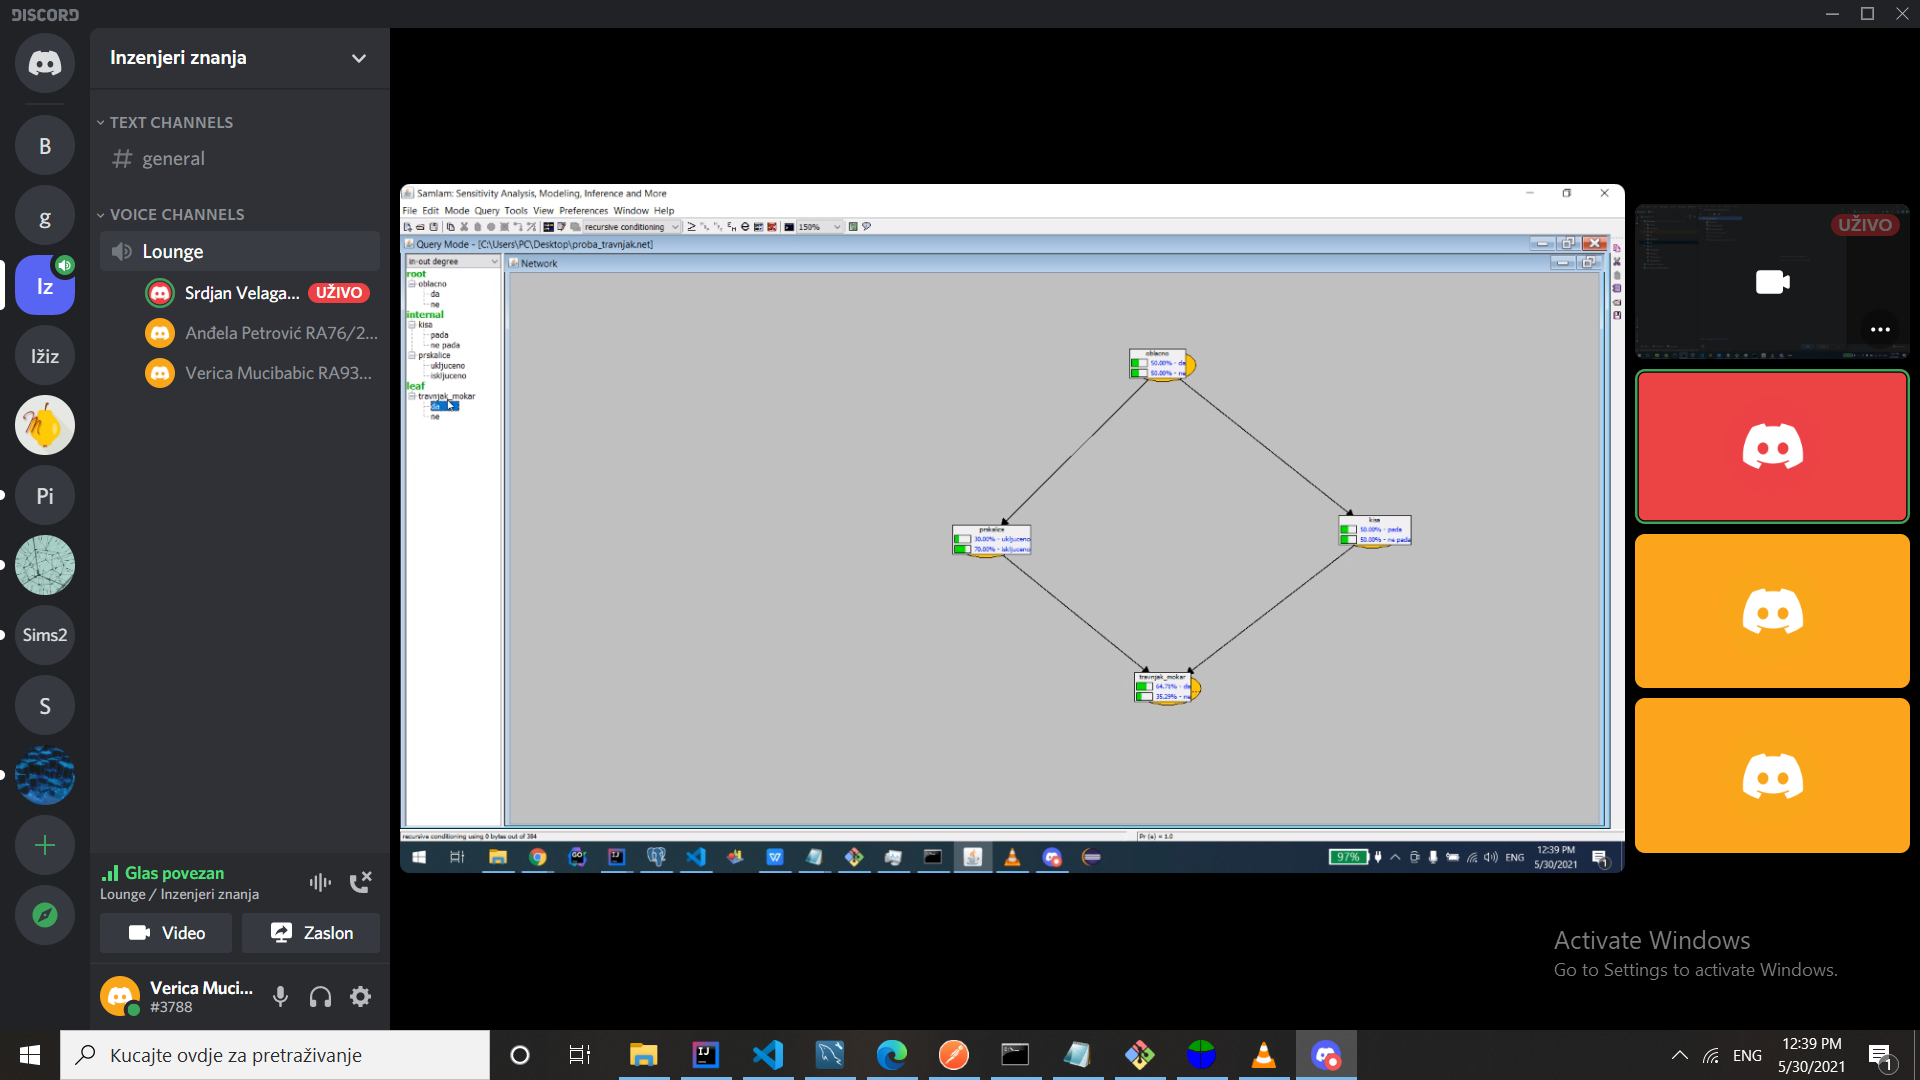 DISCORD
Inzenjeri znanja
TEXT CHANNELS
general
VOICE CHANNELS
Lounge
Srdjan Velaga... UŽIVO
Anđela Petrović RA76/2...
Verica Mucibabic RA93...
B
g
Iz
Ižiz
Pi
Sims2
S
Glas povezan
Lounge / Inzenjeri znanja
Video
Zaslon
Verica Muci...
#3788
SamIam: Sensitivity Analysis, Modeling, Inference and More
File Edit Mode Query Tools View Preferences Window Help
recursive conditioning
150%
Query Mode - [C:\Users\PC\Desktop\proba_travnjak.net]
in-out degree
Network
root
oblacno
da
ne
internal
kisa
pada
ne pada
prskalice
ukljuceno
iskljuceno
leaf
travnjak_mokar
da
ne
oblacno
50.00% - da
50.00% - ne
prskalice
30.00% - ukljuceno
70.00% - iskljuceno
kisa
50.00% - pada
50.00% - ne pada
travnjak_mokar
64.71% - da
35.29% - ne
recursive conditioning using 0 bytes out of 384
Pr (e) = 1.0
97%
ENG
12:39 PM
5/30/2021
UŽIVO
Activate Windows
Go to Settings to activate Windows.
Kucajte ovdje za pretraživanje
ENG
12:39 PM
5/30/2021
1